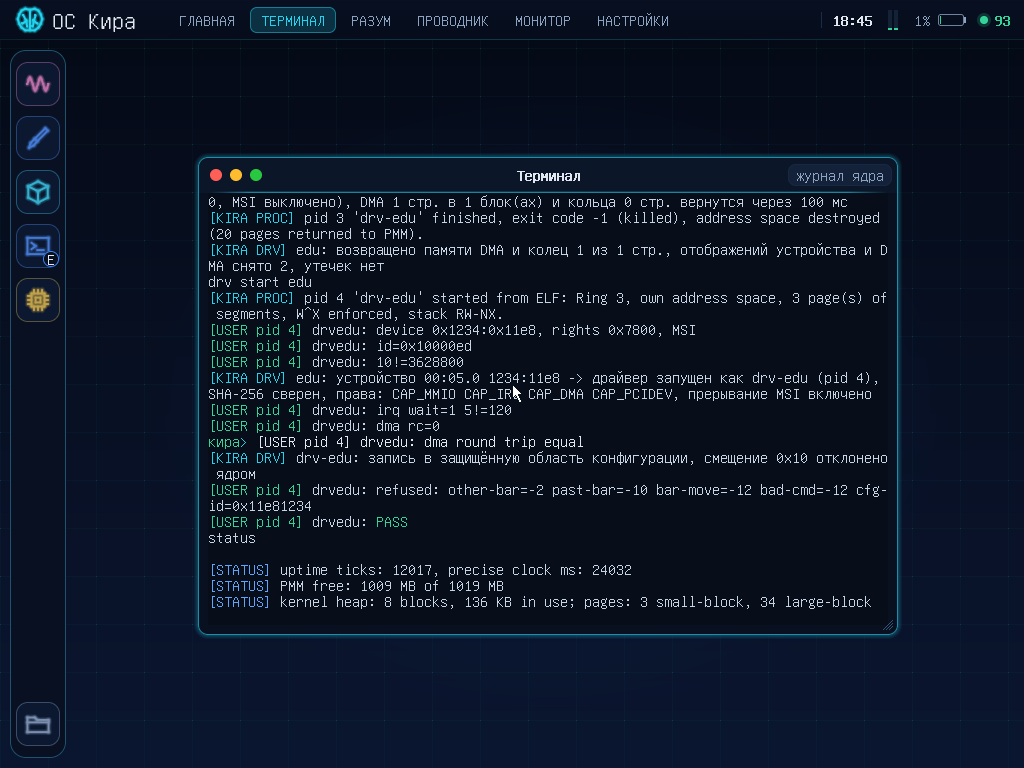 ОС Кира
ГЛАВНАЯ ТЕРМИНАЛ РАЗУМ ПРОВОДНИК МОНИТОР НАСТРОЙКИ
18:45 1% 93
E
Терминал
журнал ядра
0, MSI выключено), DMA 1 стр. в 1 блок(ах) и кольца 0 стр. вернутся через 100 мс
[KIRA PROC] pid 3 'drv-edu' finished, exit code -1 (killed), address space destroyed
(20 pages returned to PMM).
[KIRA DRV] edu: возвращено памяти DMA и колец 1 из 1 стр., отображений устройства и D
MA снято 2, утечек нет
drv start edu
[KIRA PROC] pid 4 'drv-edu' started from ELF: Ring 3, own address space, 3 page(s) of
segments, W^X enforced, stack RW-NX.
[USER pid 4] drvedu: device 0x1234:0x11e8, rights 0x7800, MSI
[USER pid 4] drvedu: id=0x10000ed
[USER pid 4] drvedu: 10!=3628800
[KIRA DRV] edu: устройство 00:05.0 1234:11e8 -> драйвер запущен как drv-edu (pid 4),
SHA-256 сверен, права: CAP_MMIO CAP_IRQ CAP_DMA CAP_PCIDEV, прерывание MSI включено
[USER pid 4] drvedu: irq wait=1 5!=120
[USER pid 4] drvedu: dma rc=0
кира> [USER pid 4] drvedu: dma round trip equal
[KIRA DRV] drv-edu: запись в защищённую область конфигурации, смещение 0x10 отклонено
ядром
[USER pid 4] drvedu: refused: other-bar=-2 past-bar=-10 bar-move=-12 bad-cmd=-12 cfg-
id=0x11e81234
[USER pid 4] drvedu: PASS
status
[STATUS] uptime ticks: 12017, precise clock ms: 24032
[STATUS] PMM free: 1009 MB of 1019 MB
[STATUS] kernel heap: 8 blocks, 136 KB in use; pages: 3 small-block, 34 large-block